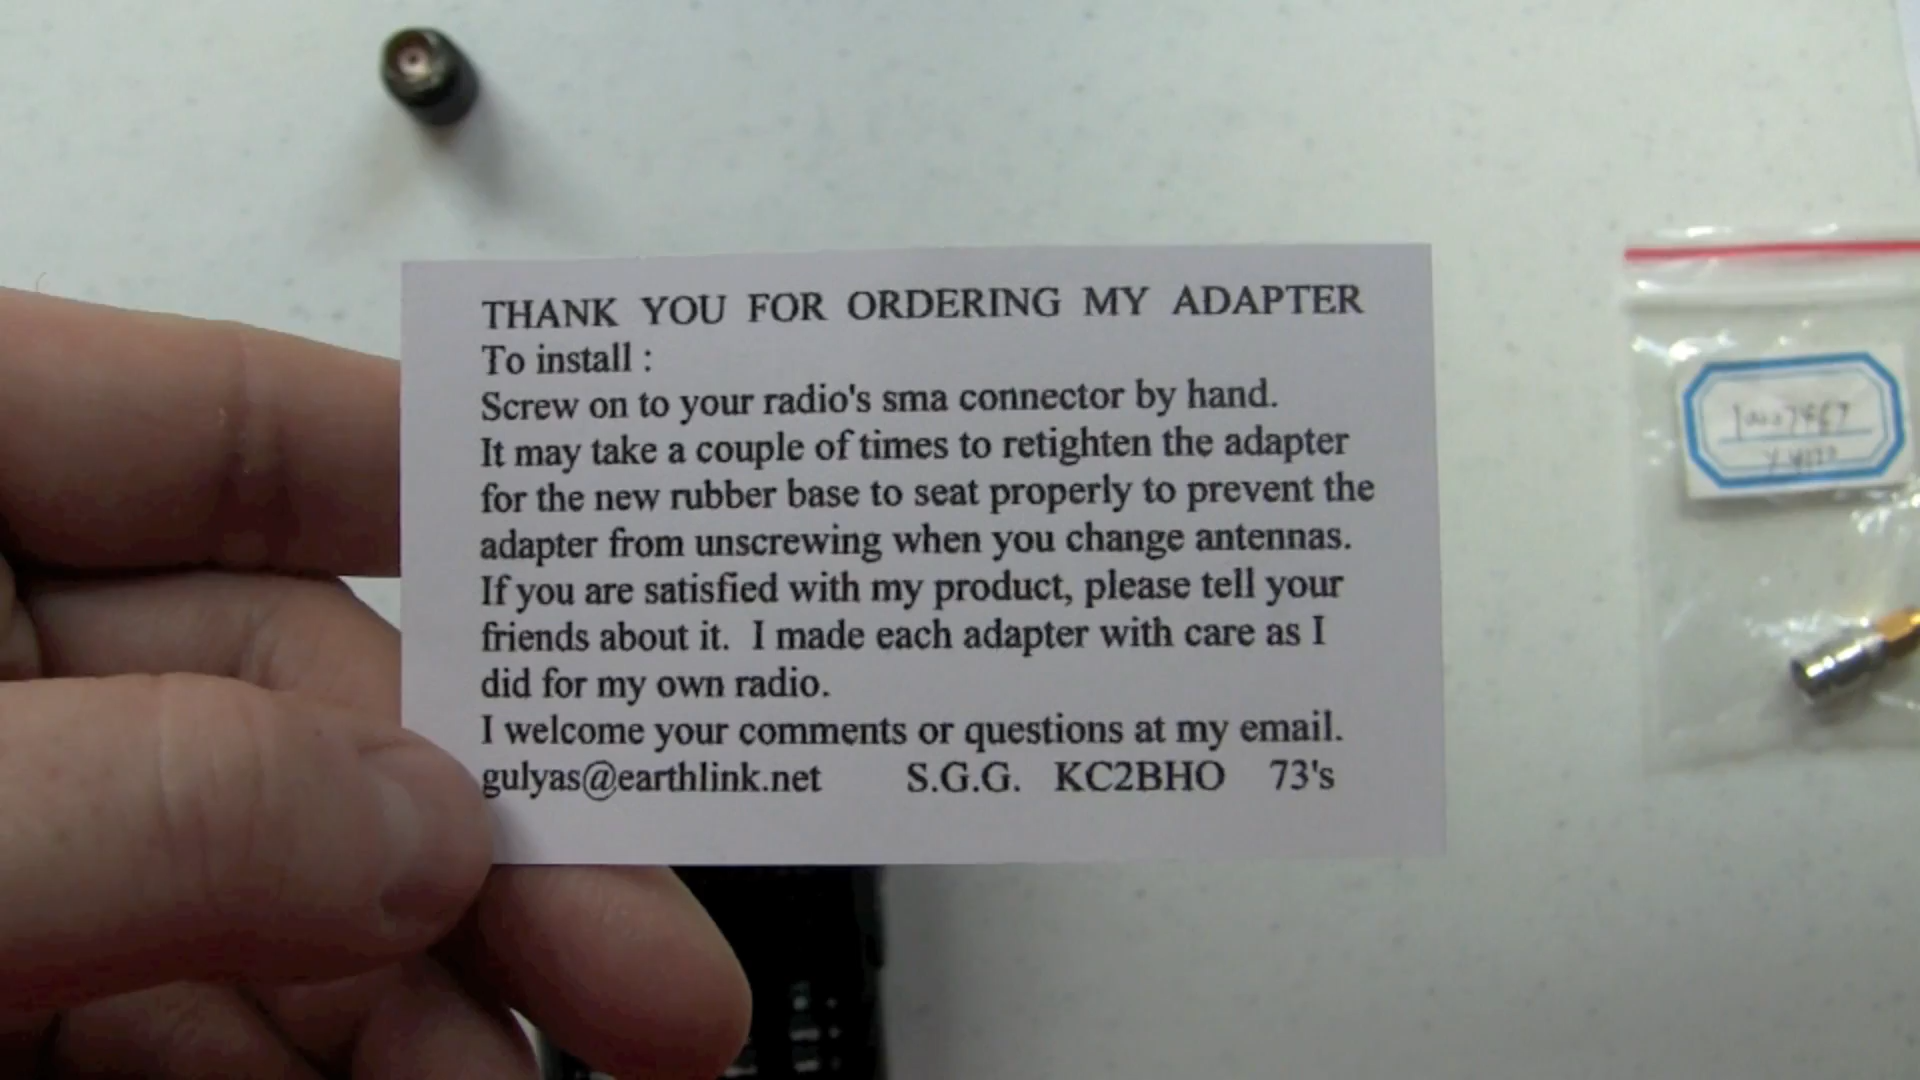 THANK YOU FOR ORDERING MY ADAPTER
To install :
Screw on to your radio's sma connector by hand.
It may take a couple of times to retighten the adapter
for the new rubber base to seat properly to prevent the
adapter from unscrewing when you change antennas.
If you are satisfied with my product, please tell your
friends about it. I made each adapter with care as I
did for my own radio.
I welcome your comments or questions at my email.
gulyas@earthlink.net S.G.G. KC2BHO 73's